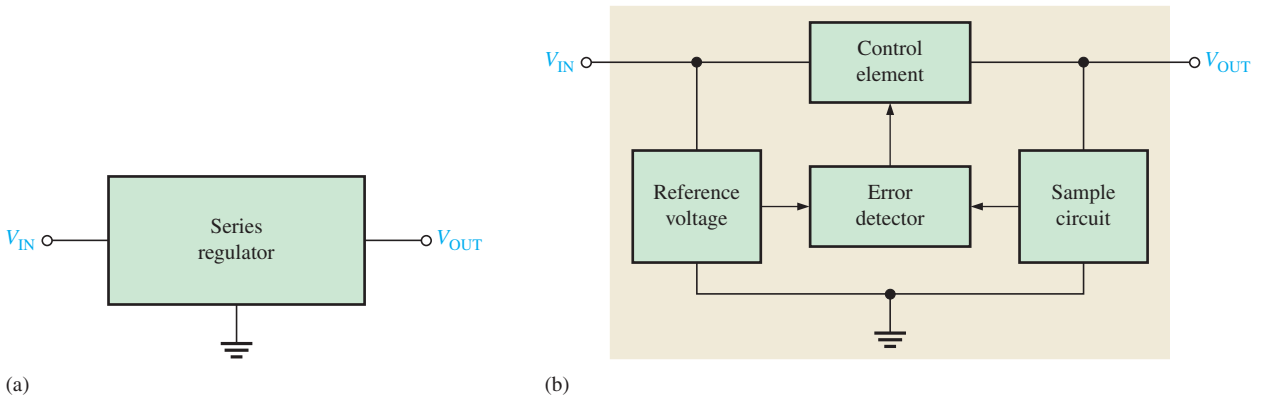 V_IN
Series
regulator
V_OUT
(a)
V_IN
Control
element
V_OUT
Reference
voltage
Error
detector
Sample
circuit
(b)